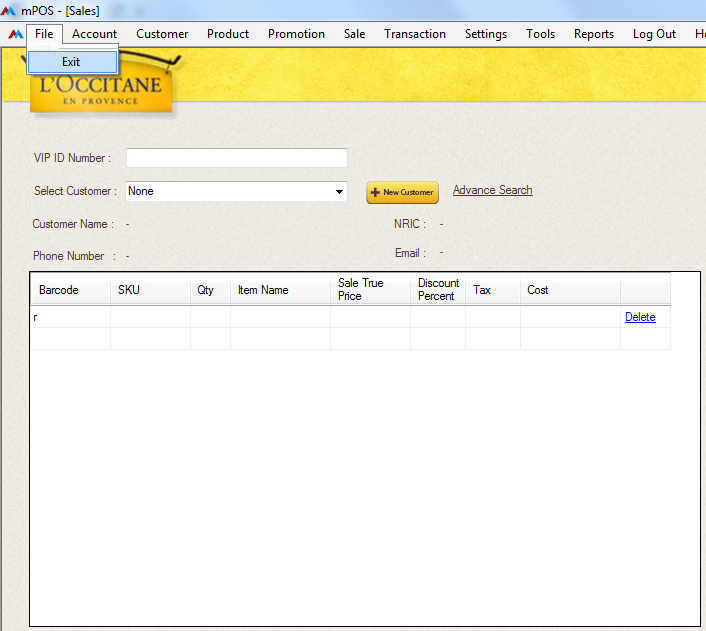 mPOS - [Sales]
File Account Customer Product Promotion Sale Transaction Settings Tools Reports Log Out
Exit
L'OCCITANE
EN PROVENCE
VIP ID Number :
Select Customer : None New Customer Advance Search
Customer Name : - NRIC : -
Phone Number : - Email : -
Barcode SKU Qty Item Name Sale True Price Discount Percent Tax Cost
r Delete